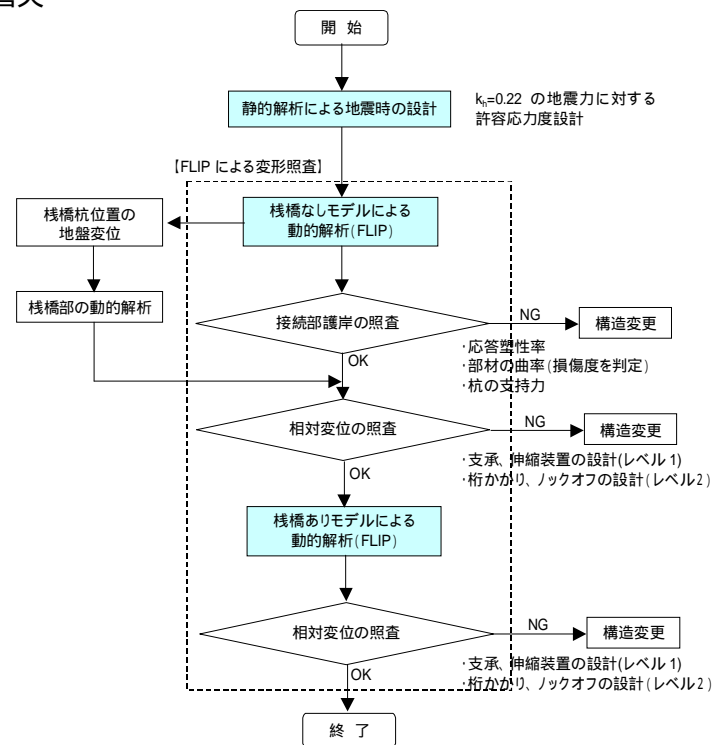 開 始
静的解析による地震時の設計
kh=0.22 の地震力に対する
許容応力度設計
【FLIP による変形照査】
桟橋杭位置の
地盤変位
桟橋なしモデルによる
動的解析(FLIP)
桟橋部の動的解析
接続部護岸の照査
NG
構造変更
・応答塑性率
・部材の曲率(損傷度を判定)
・杭の支持力
OK
相対変位の照査
NG
構造変更
・支承、伸縮装置の設計(レベル1)
・桁かかり、ノックオフの設計(レベル2)
OK
桟橋ありモデルによる
動的解析(FLIP)
相対変位の照査
NG
構造変更
・支承、伸縮装置の設計(レベル1)
・桁かかり、ノックオフの設計(レベル2)
OK
終 了